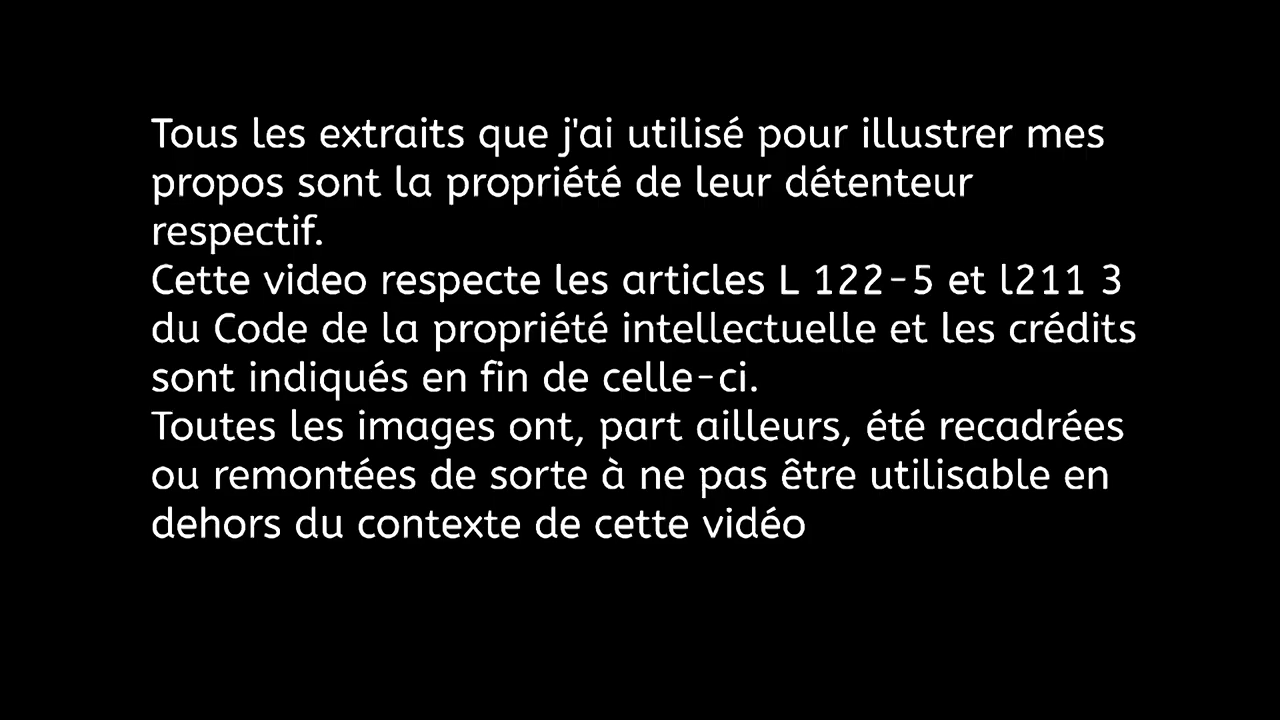 Tous les extraits que j'ai utilisé pour illustrer mes
propos sont la propriété de leur détenteur
respectif.
Cette video respecte les articles L 122-5 et l211 3
du Code de la propriété intellectuelle et les crédits
sont indiqués en fin de celle-ci.
Toutes les images ont, part ailleurs, été recadrées
ou remontées de sorte à ne pas être utilisable en
dehors du contexte de cette vidéo